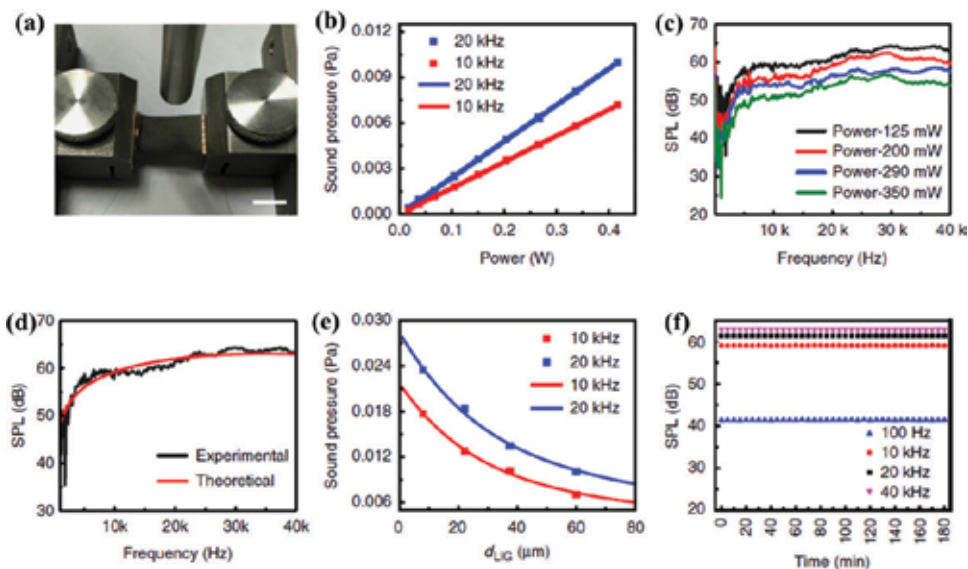 (a)
(b)
Sound pressure (Pa)
0.012
0.009
0.006
0.003
0.000
20 kHz
10 kHz
20 kHz
10 kHz
0.0 0.1 0.2 0.3 0.4
Power (W)
(c)
SPL (dB)
70
60
50
40
30
20
Power-125 mW
Power-200 mW
Power-290 mW
Power-350 mW
10 k 20 k 30 k 40 k
Frequency (Hz)
(d)
SPL (dB)
70
60
50
40
30
Experimental
Theoretical
10k 20k 30k 40k
Frequency (Hz)
(e)
Sound pressure (Pa)
0.030
0.024
0.018
0.012
0.006
10 kHz
20 kHz
10 kHz
20 kHz
0 20 40 60 80
dLIG (μm)
(f)
SPL (dB)
60
50
40
30
20
100 Hz
10 kHz
20 kHz
40 kHz
0 20 40 60 80 100 120 140 160 180
Time (min)